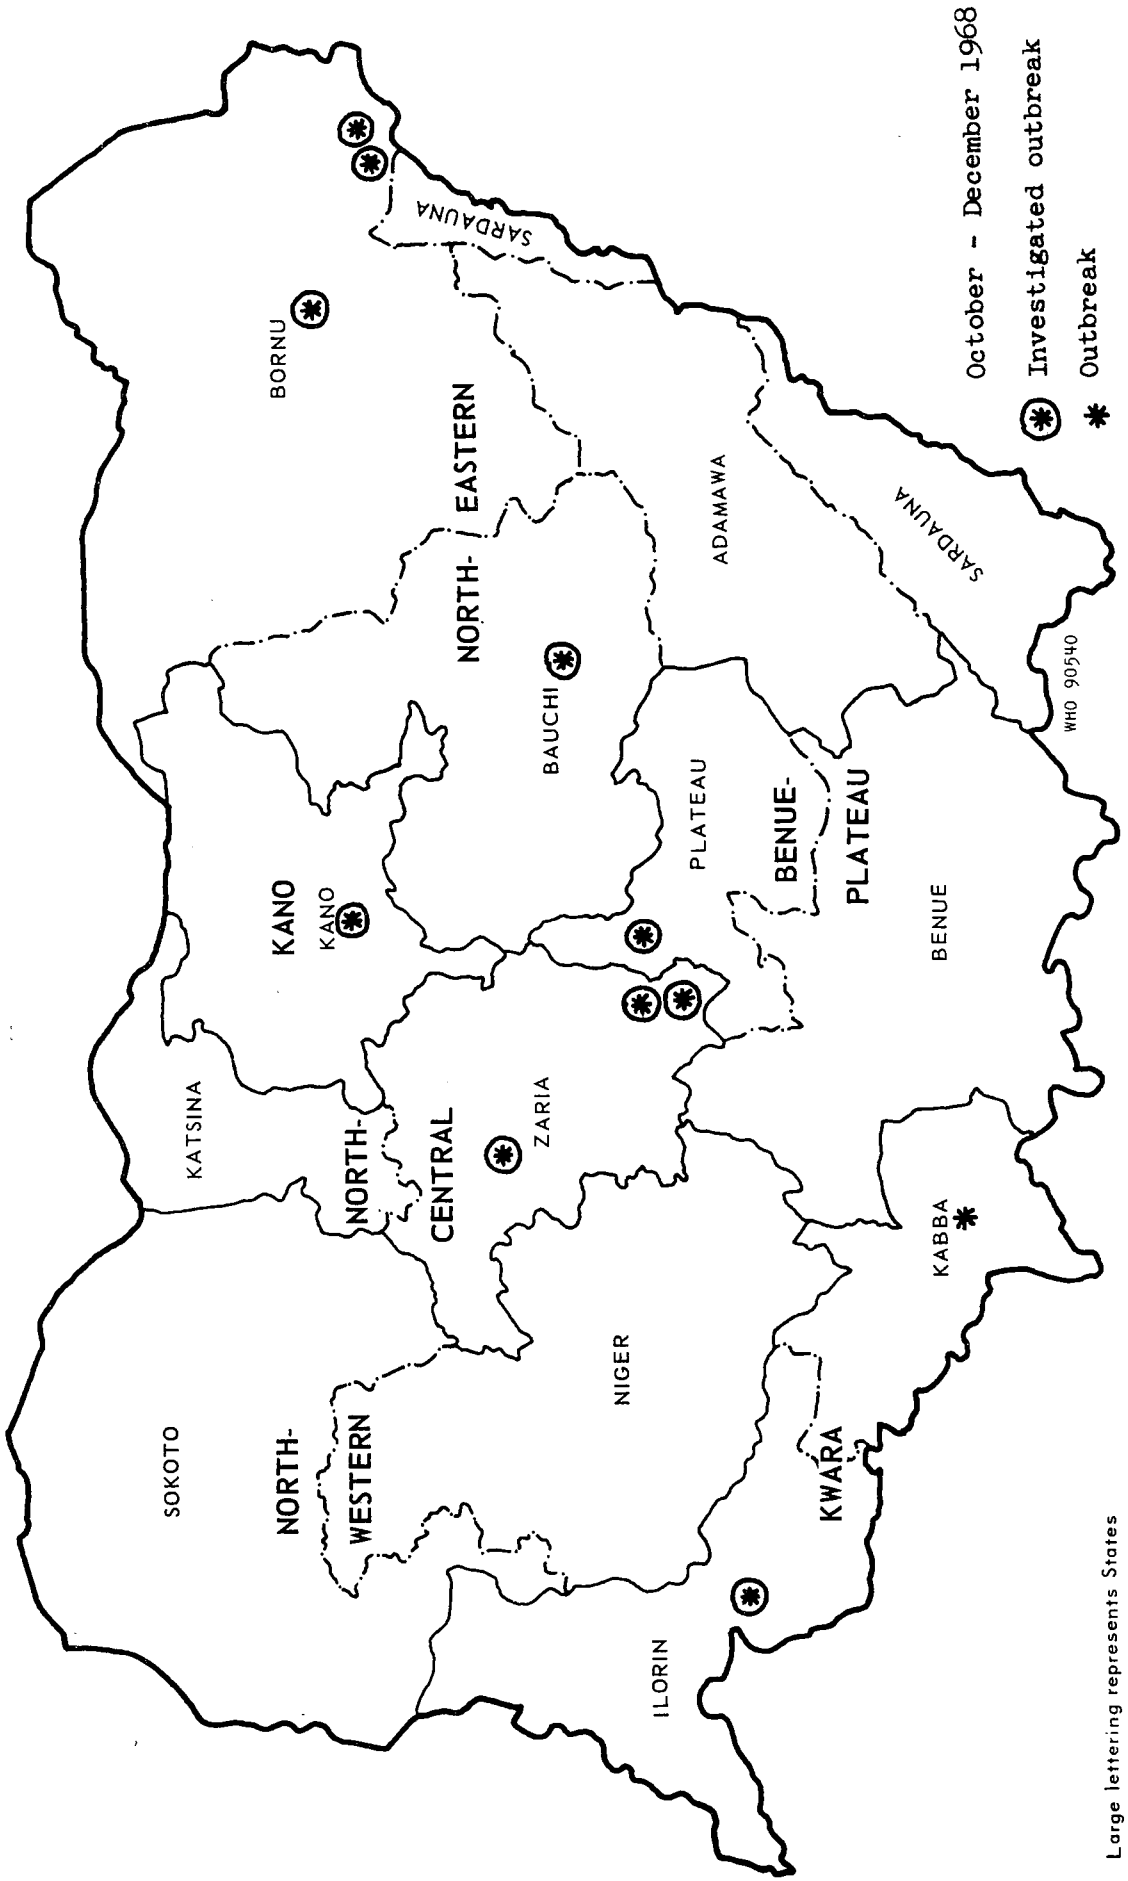 SOKOTO
NORTH-
WESTERN
KATSINA
NORTH-
CENTRAL
KANO
KANO
BORNU
NORTH-
EASTERN
SARDAUNA
ZARIA
BAUCHI
NIGER
ILORIN
PLATEAU
ADAMAWA
BENUE-
PLATEAU
KWARA
KABBA
BENUE
SARDAUNA
WHO 90540
October - December 1968
Investigated outbreak
Outbreak
Large lettering represents States